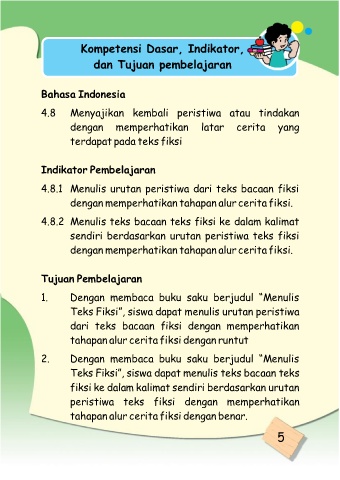 Kompetensi Dasar, Indikator,
dan Tujuan pembelajaran
Bahasa Indonesia
4.8 Menyajikan kembali peristiwa atau tindakan
dengan memperhatikan latar cerita yang
terdapat pada teks fiksi
Indikator Pembelajaran
4.8.1 Menulis urutan peristiwa dari teks bacaan fiksi
dengan memperhatikan tahapan alur cerita fiksi.
4.8.2 Menulis teks bacaan fiksi ke dalam kalimat
sendiri berdasarkan urutan peristiwa teks fiksi
dengan memperhatikan tahapan alur cerita fiksi.
Tujuan Pembelajaran
1. Dengan membaca buku saku berjudul “Menulis
Teks Fiksi”, siswa dapat menulis urutan peristiwa
dari teks bacaan fiksi dengan memperhatikan
tahapan alur cerita fiksi dengan runtut
2. Dengan membaca buku saku berjudul “Menulis
Teks Fiksi”, siswa dapat menulis teks bacaan teks
fiksi ke dalam kalimat sendiri berdasarkan urutan
peristiwa teks fiksi dengan memperhatikan
tahapan alur cerita fiksi dengan benar.
5